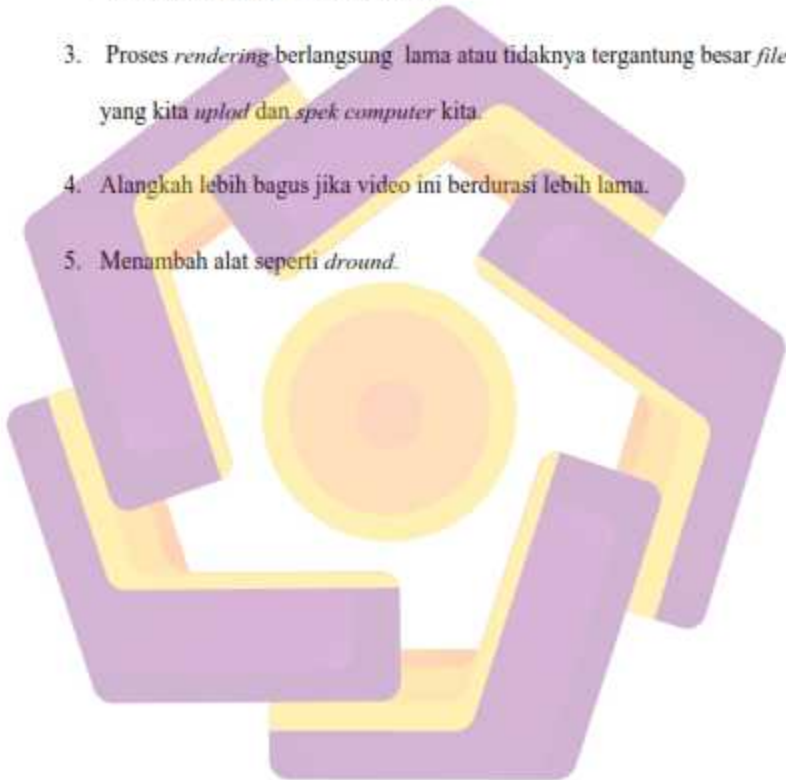 3. Proses rendering berlangsung lama atau tidaknya tergantung besar file
yang kita uplod dan spek computer kita.
4. Alangkah lebih bagus jika video ini berdurasi lebih lama.
5. Menambah alat seperti dround.